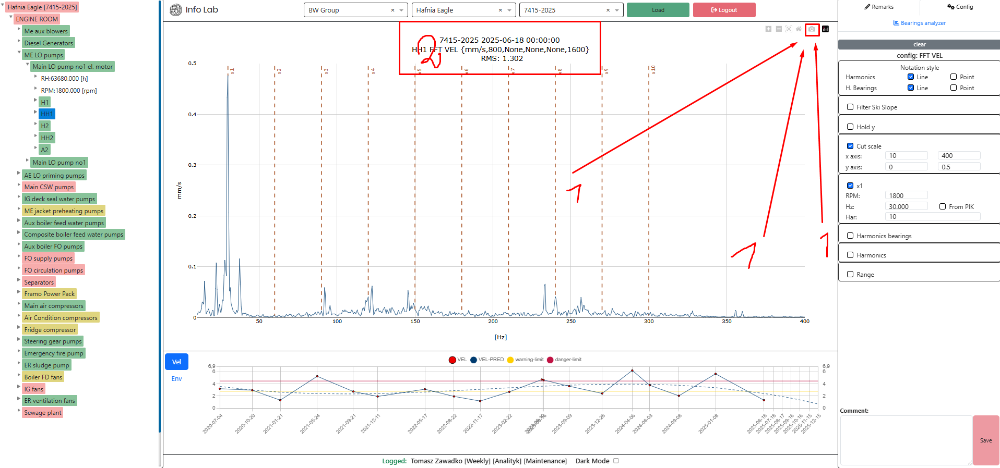 Hafnia Eagle [7415-2025]
ENGINE ROOM
Me aux blowers
Diesel Generators
ME LO pumps
Main LO pump no1 el. motor
RH:63680.000 [h]
RPM:1800.000 [rpm]
H1
HH1
H2
HH2
A2
Main LO pump no1
AE LO priming pumps
Main CSW pumps
IG deck seal water pumps
ME jacket preheating pumps
Aux boiler feed water pumps
Composite boiler feed water pumps
Aux boiler FO pumps
FO supply pumps
FO circulation pumps
Separators
Framo Power Pack
Main air compressors
Air Condition compressors
Fridge compressor
Steering gear pumps
Emergency fire pump
ER sludge pump
Boiler FD fans
IG fans
ER ventilation fans
Sewage plant
Info Lab
BW Group × 
Hafnia Eagle × 
7415-2025 × 
Load
Logout
7415-2025 2025-06-18 00:00:00
HH1 FFT VEL {mm/s,800,None,None,None,1600}
RMS: 1.302
2
x1 x2 x3 x4 x5 x6 x7 x8 x9 x10
0.5
0.4
0.3
0.2
0.1
0
mm/s
50 100 150 200 250 300 350 400
[Hz]
1
1
1
Vel
Env
VEL VEL-PRED warning-limit danger-limit
6,9 6,9
6 6
4 4
2 2
0 0
2020-07-04 2020-10-20 2021-01-21 2021-05-24 2021-09-21 2021-12-11 2022-05-17 2022-08-22 2022-11-17 2023-02-22 2023-09-09 2023-12-28 2024-04-06 2024-06-03 2024-09-08 2025-01-08 2025-06-18 2025-07-18 2025-08-17 2025-09-16 2025-10-16 2025-11-15 2025-12-15
Logged: Tomasz Zawadko [Weekly] [Analityk] [Maintenance] Dark Mode
Remarks
Config
Bearings analyzer
clear
config: FFT VEL
Notation style
Harmonics Line Point
H. Bearings Line Point
Filter Ski Slope
Hold y
Cut scale
x axis: 10 400
y axis: 0 0.5
x1
RPM: 1800
Hz: 30.000 From PIK
Har: 10
Harmonics bearings
Harmonics
Range
Comment:
Save